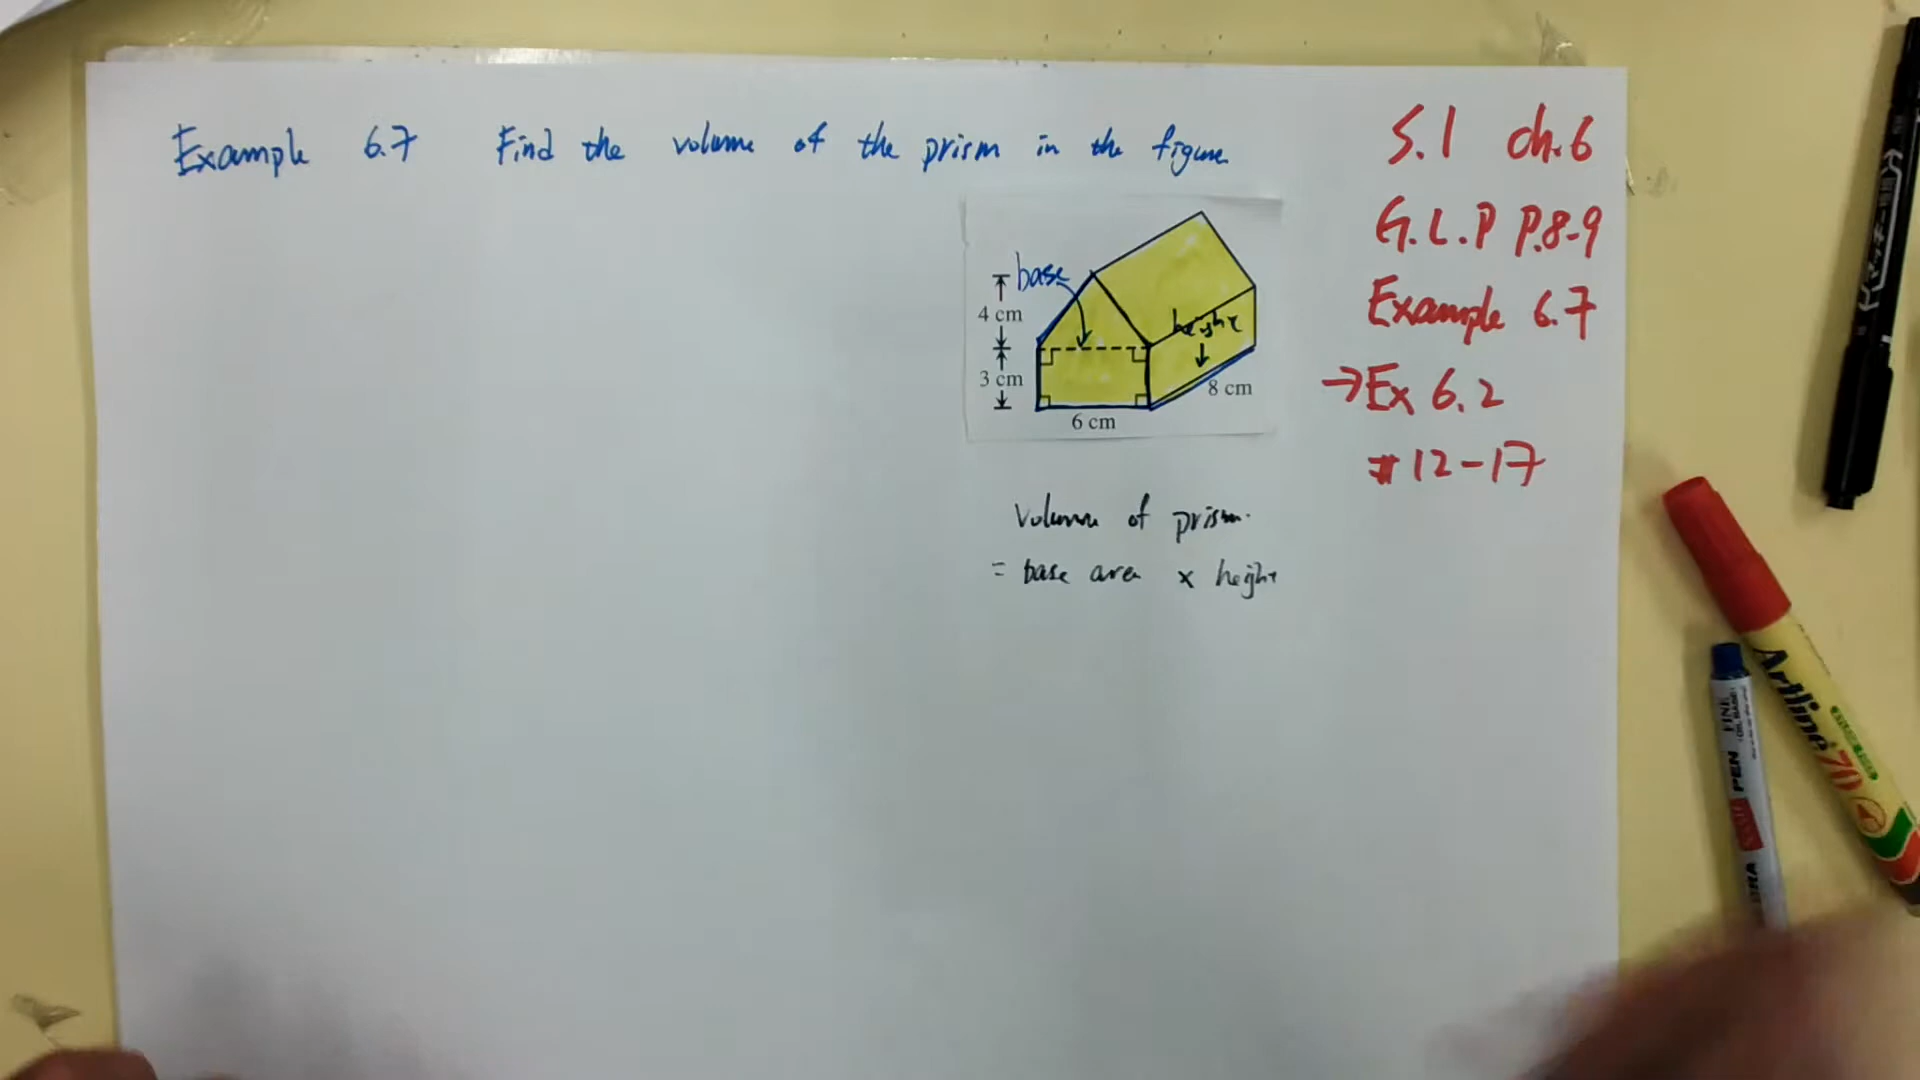 Example 6.7 Find the volume of the prism in the figure
S.1 ch.6
G.L.P P.8-9
Example 6.7
→Ex 6.2
#12-17
base
4 cm
height
3 cm
8 cm
6 cm
Volume of prism.
= base area x height
Artline 70
PEN FINE